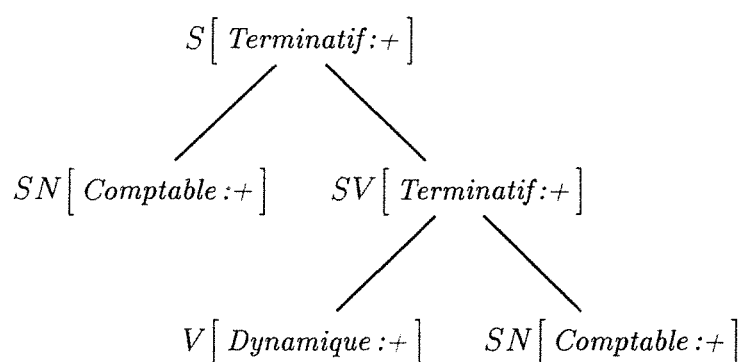 S[ Terminatif:+ ]
SN[ Comptable:+ ] SV[ Terminatif:+ ]
V[ Dynamique:+ ] SN[ Comptable:+ ]